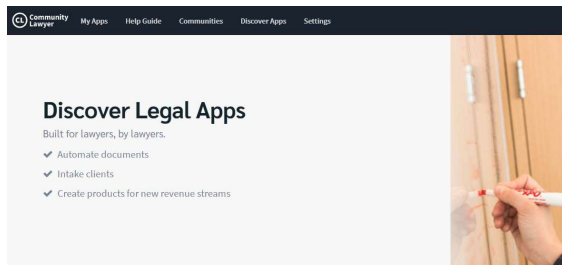 CL Community Lawyer
My Apps
Help Guide
Communities
Discover Apps
Settings
Discover Legal Apps
Built for lawyers, by lawyers.
Automate documents
Intake clients
Create products for new revenue streams